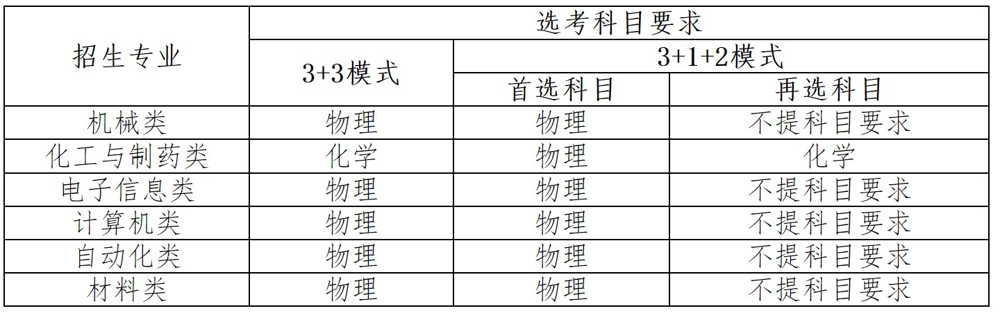 招生专业
选考科目要求
3+3模式
3+1+2模式
首选科目
再选科目
机械类 物理 物理 不提科目要求
化工与制药类 化学 物理 化学
电子信息类 物理 物理 不提科目要求
计算机类 物理 物理 不提科目要求
自动化类 物理 物理 不提科目要求
材料类 物理 物理 不提科目要求